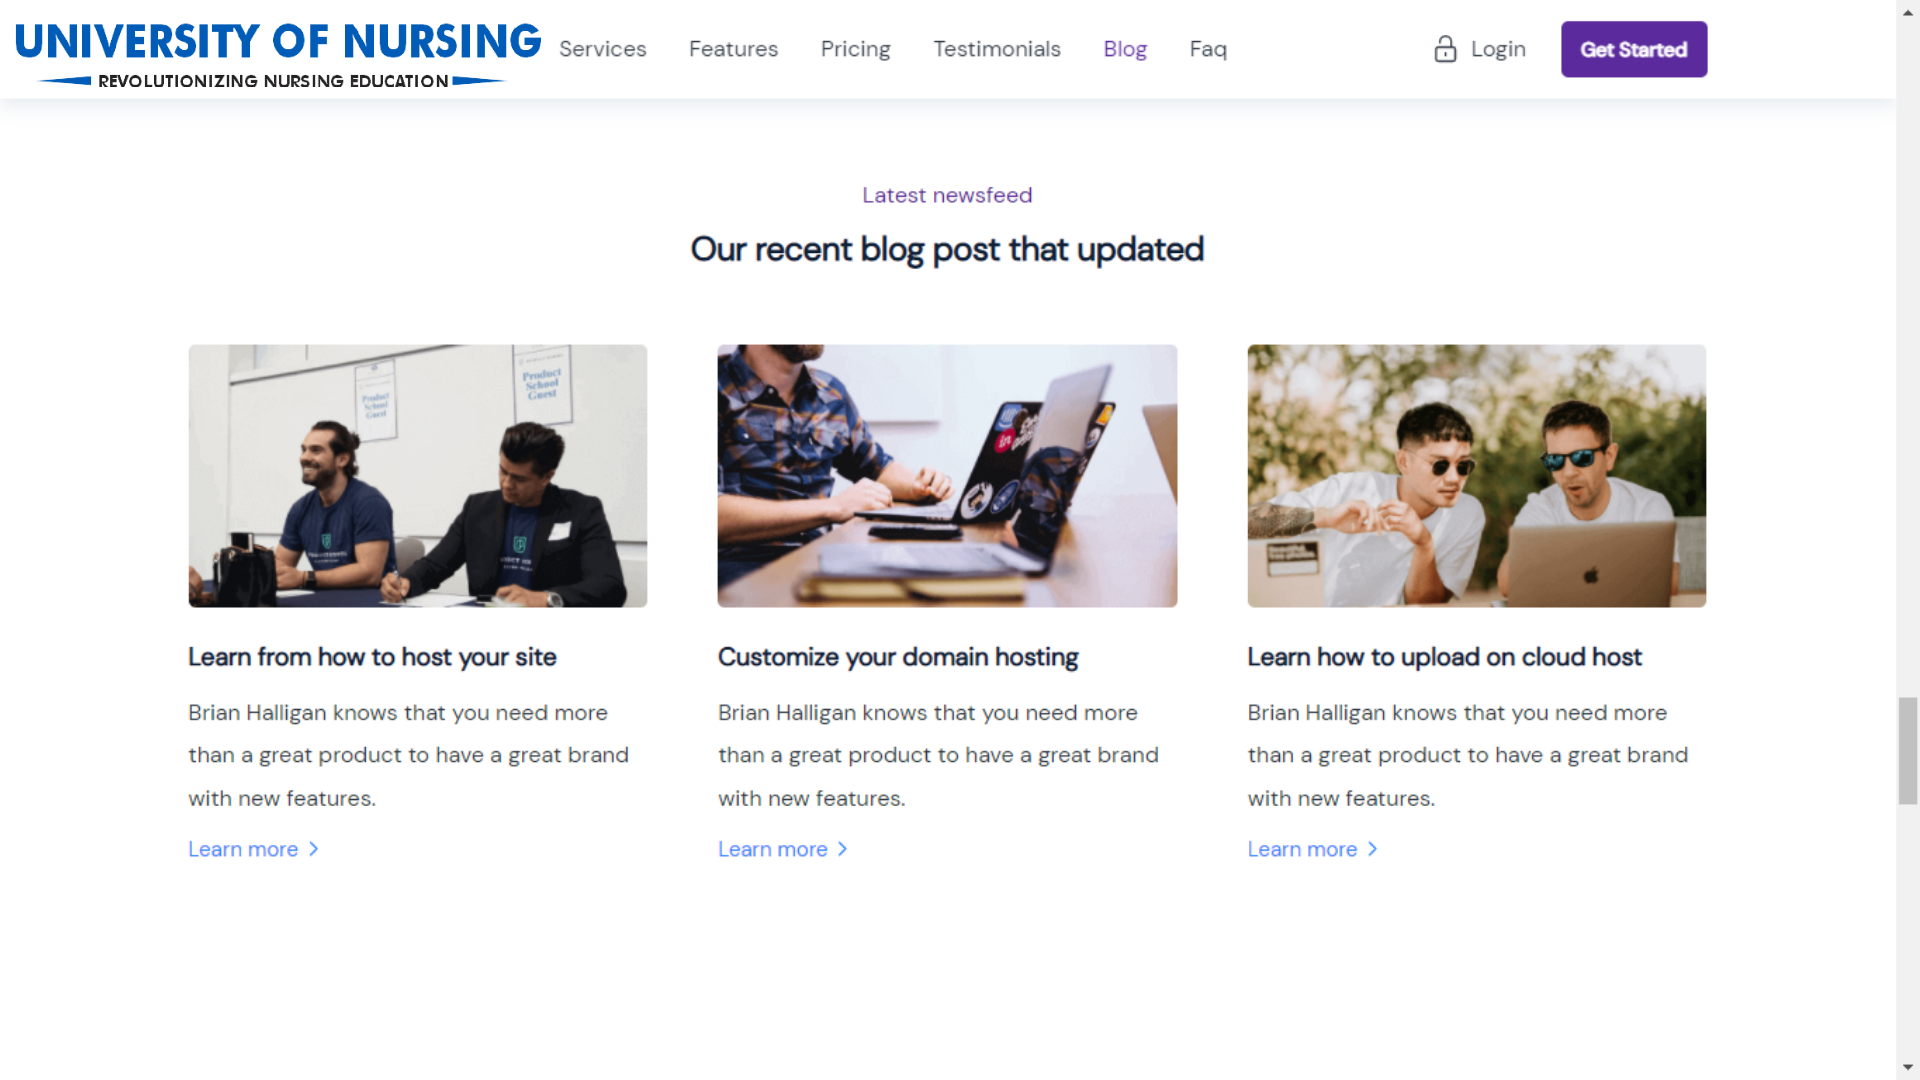 UNIVERSITY OF NURSING
REVOLUTIONIZING NURSING EDUCATION
Services
Features
Pricing
Testimonials
Blog
Faq
Login
Get Started
Latest newsfeed
Our recent blog post that updated
Product
School
Guest
Product
School
Guest
in
Learn from how to host your site
Brian Halligan knows that you need more
than a great product to have a great brand
with new features.
Learn more
Customize your domain hosting
Brian Halligan knows that you need more
than a great product to have a great brand
with new features.
Learn more
Learn how to upload on cloud host
Brian Halligan knows that you need more
than a great product to have a great brand
with new features.
Learn more